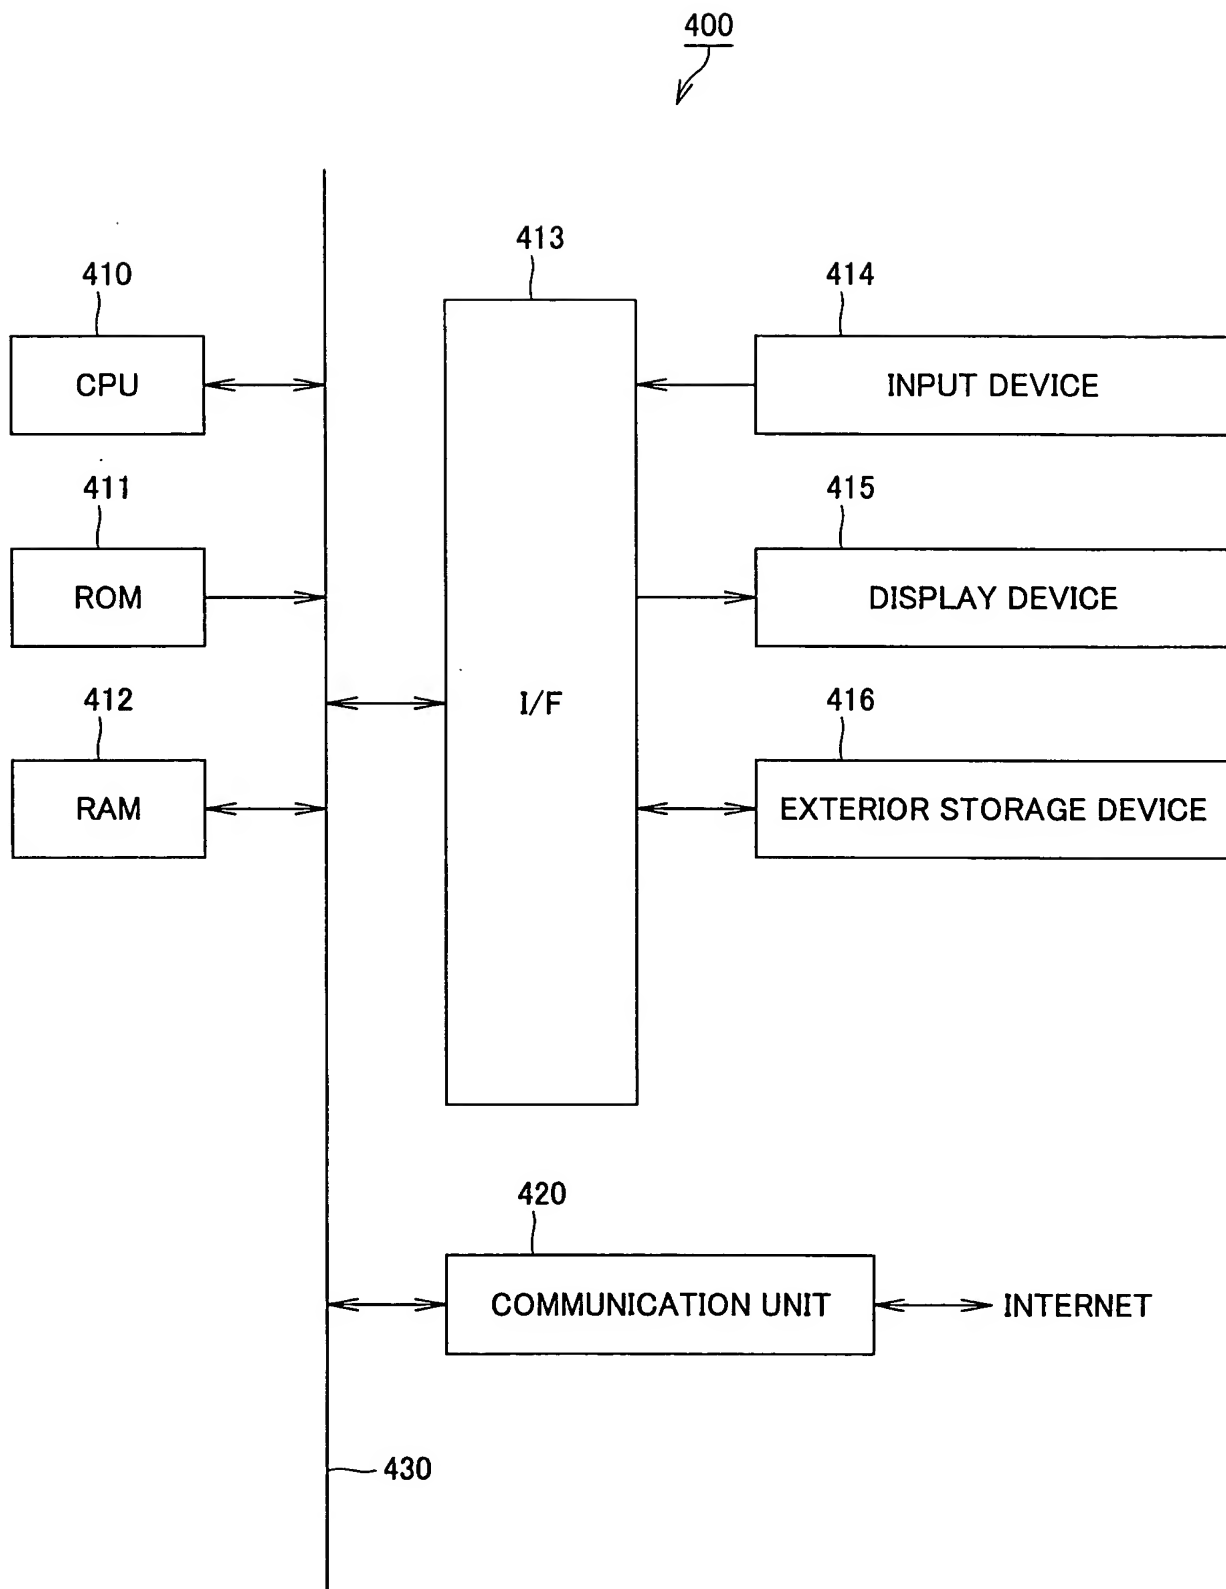 400
413
410
414
CPU
INPUT DEVICE
411
415
ROM
DISPLAY DEVICE
412
I/F
416
RAM
EXTERIOR STORAGE DEVICE
420
COMMUNICATION UNIT
INTERNET
430